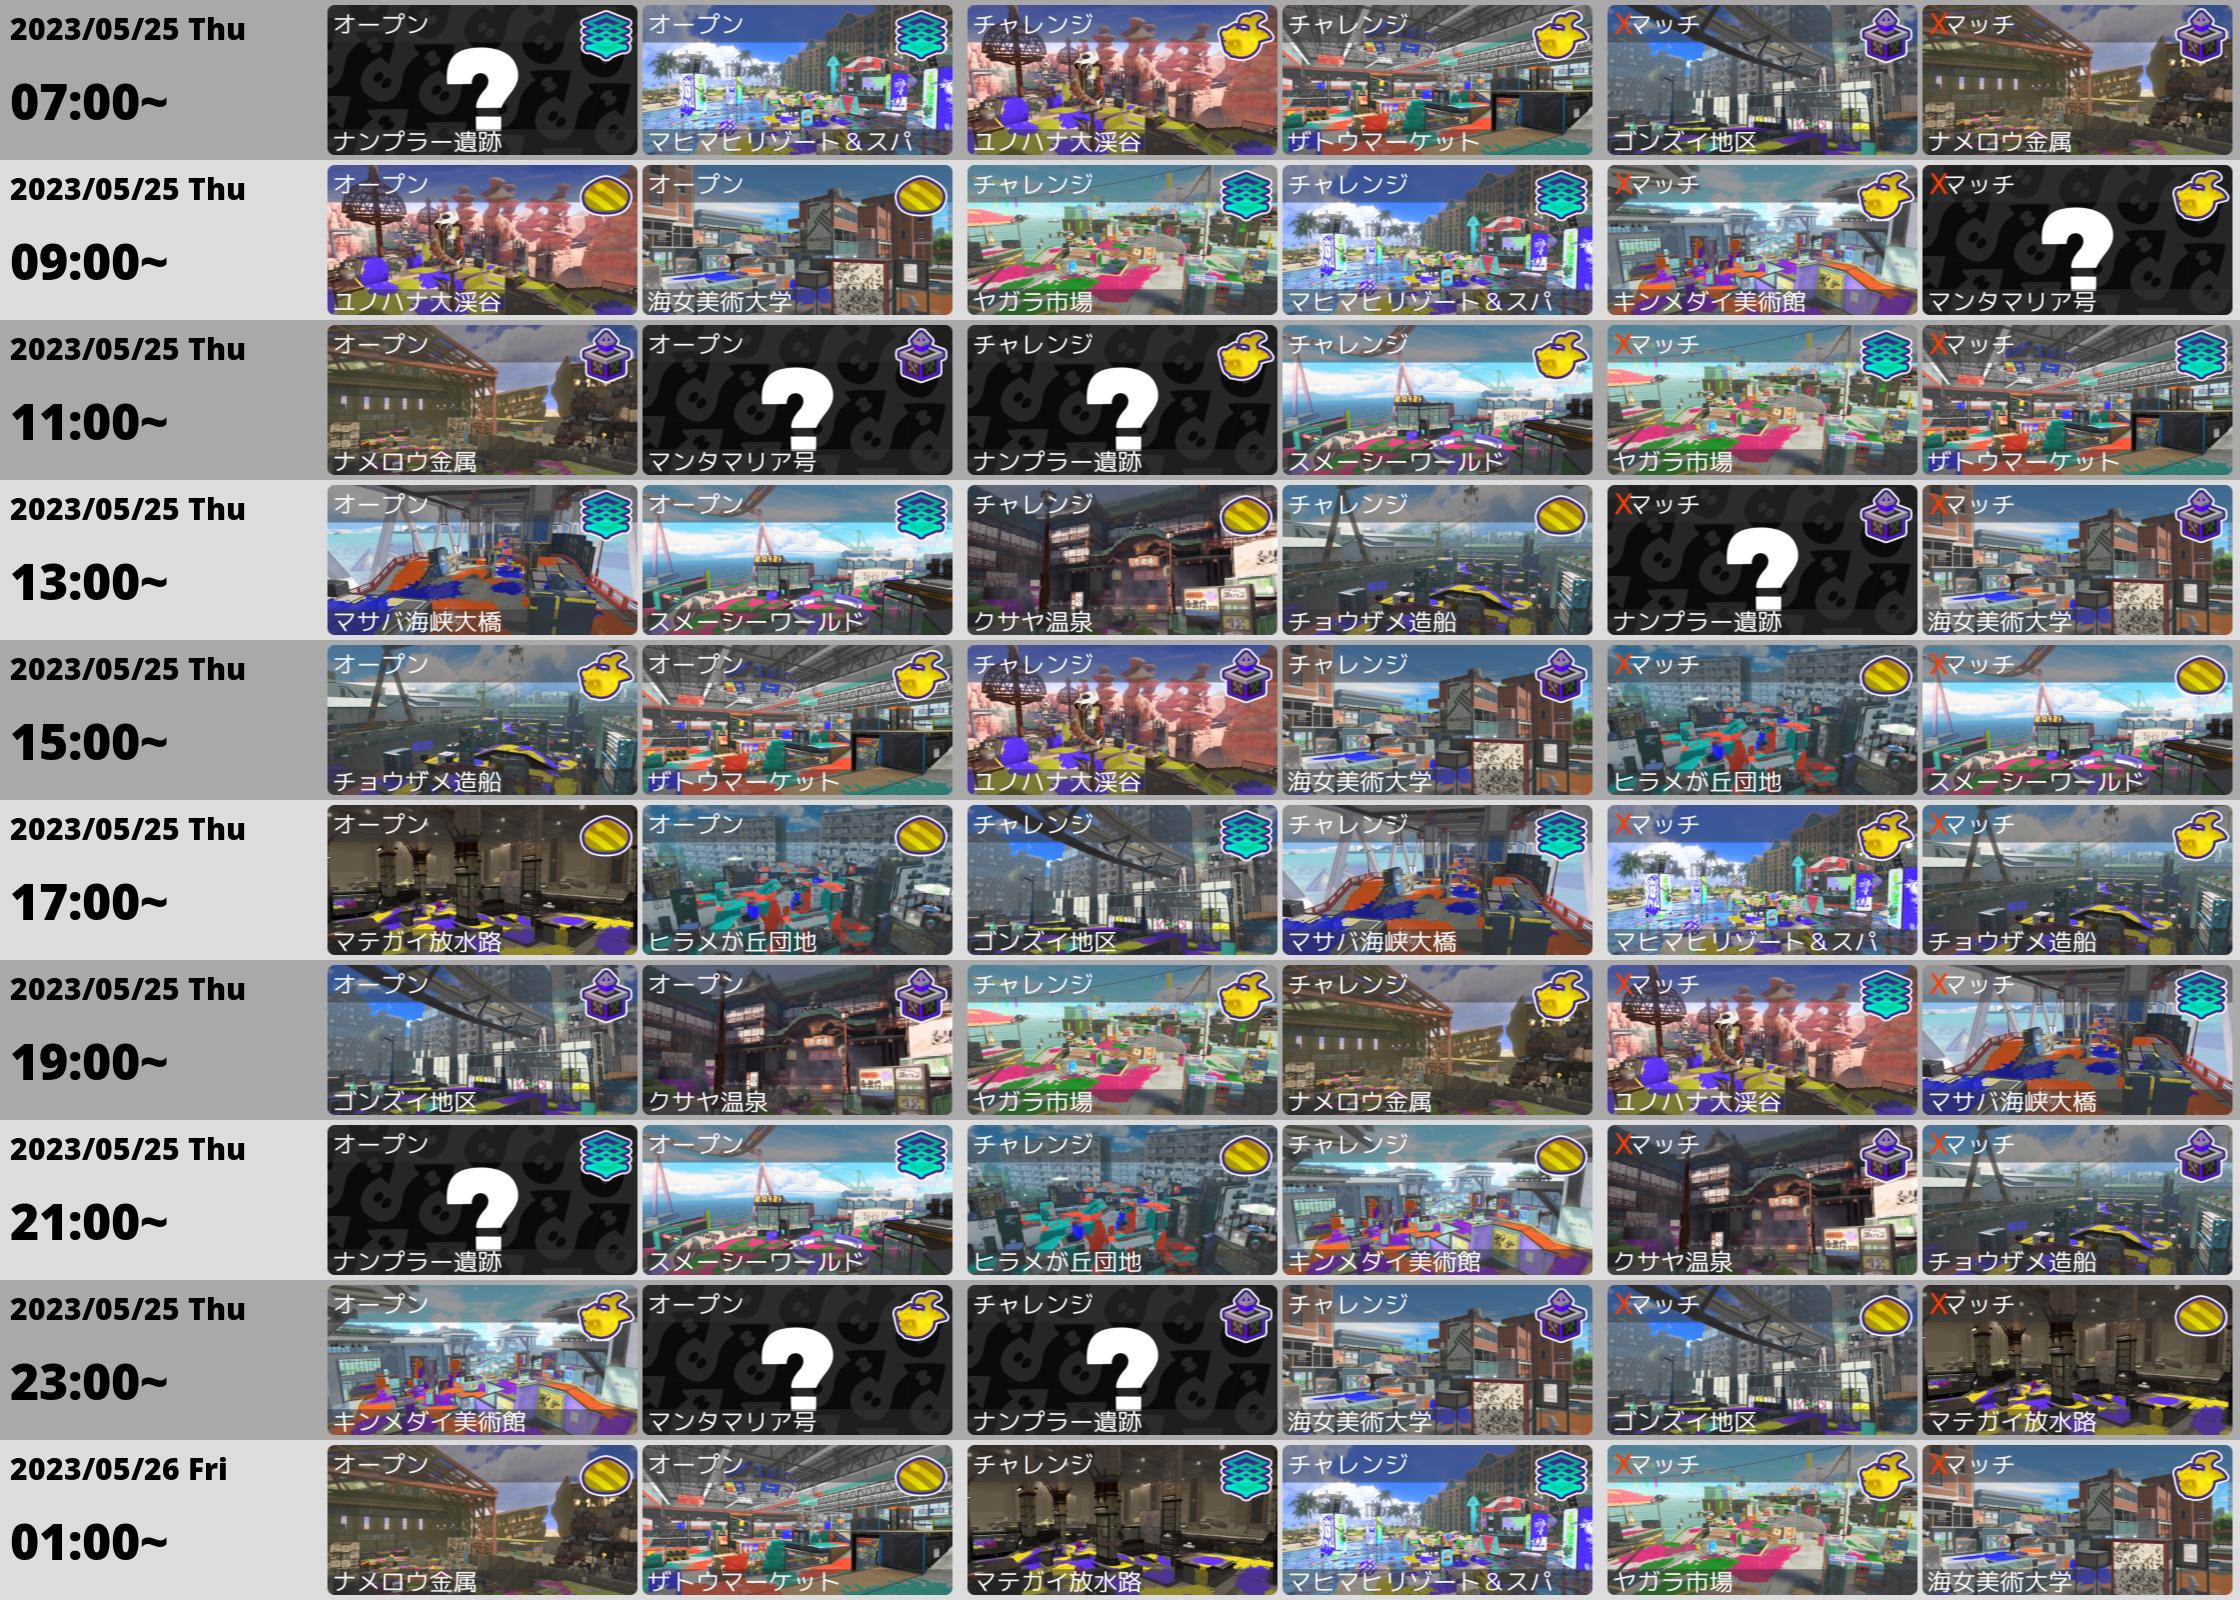 2023/05/25 Thu
07:00~
オープン
ナンプラー遺跡
オープン
マヒマヒリゾート＆スパ
チャレンジ
ユノハナ大渓谷
チャレンジ
ザトウマーケット
Xマッチ
ゴンズイ地区
Xマッチ
ナメロウ金属
2023/05/25 Thu
09:00~
オープン
ユノハナ大渓谷
オープン
海女美術大学
チャレンジ
ヤガラ市場
チャレンジ
マヒマヒリゾート＆スパ
Xマッチ
キンメダイ美術館
Xマッチ
マンタマリア号
2023/05/25 Thu
11:00~
オープン
ナメロウ金属
オープン
マンタマリア号
チャレンジ
ナンプラー遺跡
チャレンジ
スメーシーワールド
Xマッチ
ヤガラ市場
Xマッチ
ザトウマーケット
2023/05/25 Thu
13:00~
オープン
マサバ海峡大橋
オープン
スメーシーワールド
チャレンジ
クサヤ温泉
チャレンジ
チョウザメ造船
Xマッチ
ナンプラー遺跡
Xマッチ
海女美術大学
2023/05/25 Thu
15:00~
オープン
チョウザメ造船
オープン
ザトウマーケット
チャレンジ
ユノハナ大渓谷
チャレンジ
海女美術大学
Xマッチ
ヒラメが丘団地
Xマッチ
スメーシーワールド
2023/05/25 Thu
17:00~
オープン
マテガイ放水路
オープン
ヒラメが丘団地
チャレンジ
ゴンズイ地区
チャレンジ
マサバ海峡大橋
Xマッチ
マヒマヒリゾート＆スパ
Xマッチ
チョウザメ造船
2023/05/25 Thu
19:00~
オープン
ゴンズイ地区
オープン
クサヤ温泉
チャレンジ
ヤガラ市場
チャレンジ
ナメロウ金属
Xマッチ
ユノハナ大渓谷
Xマッチ
マサバ海峡大橋
2023/05/25 Thu
21:00~
オープン
ナンプラー遺跡
オープン
スメーシーワールド
チャレンジ
ヒラメが丘団地
チャレンジ
キンメダイ美術館
Xマッチ
クサヤ温泉
Xマッチ
チョウザメ造船
2023/05/25 Thu
23:00~
オープン
キンメダイ美術館
オープン
マンタマリア号
チャレンジ
ナンプラー遺跡
チャレンジ
海女美術大学
Xマッチ
ゴンズイ地区
Xマッチ
マテガイ放水路
2023/05/26 Fri
01:00~
オープン
ナメロウ金属
オープン
ザトウマーケット
チャレンジ
マテガイ放水路
チャレンジ
マヒマヒリゾート＆スパ
Xマッチ
ヤガラ市場
Xマッチ
海女美術大学